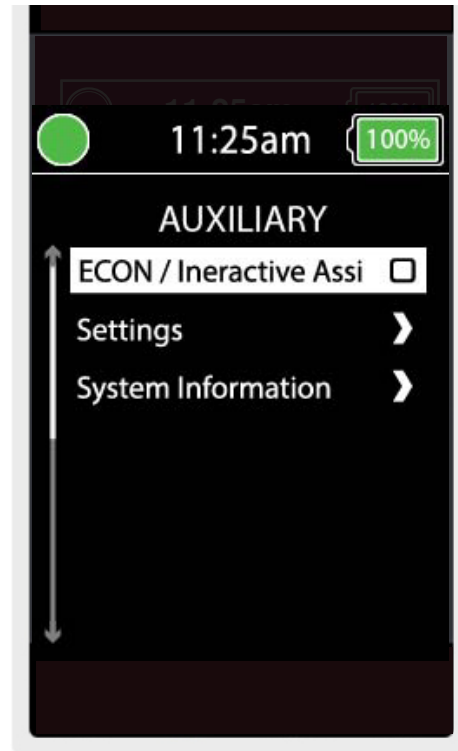 11:25am 100%
AUXILIARY
ECON / Ineractive Assi
Settings
System Information